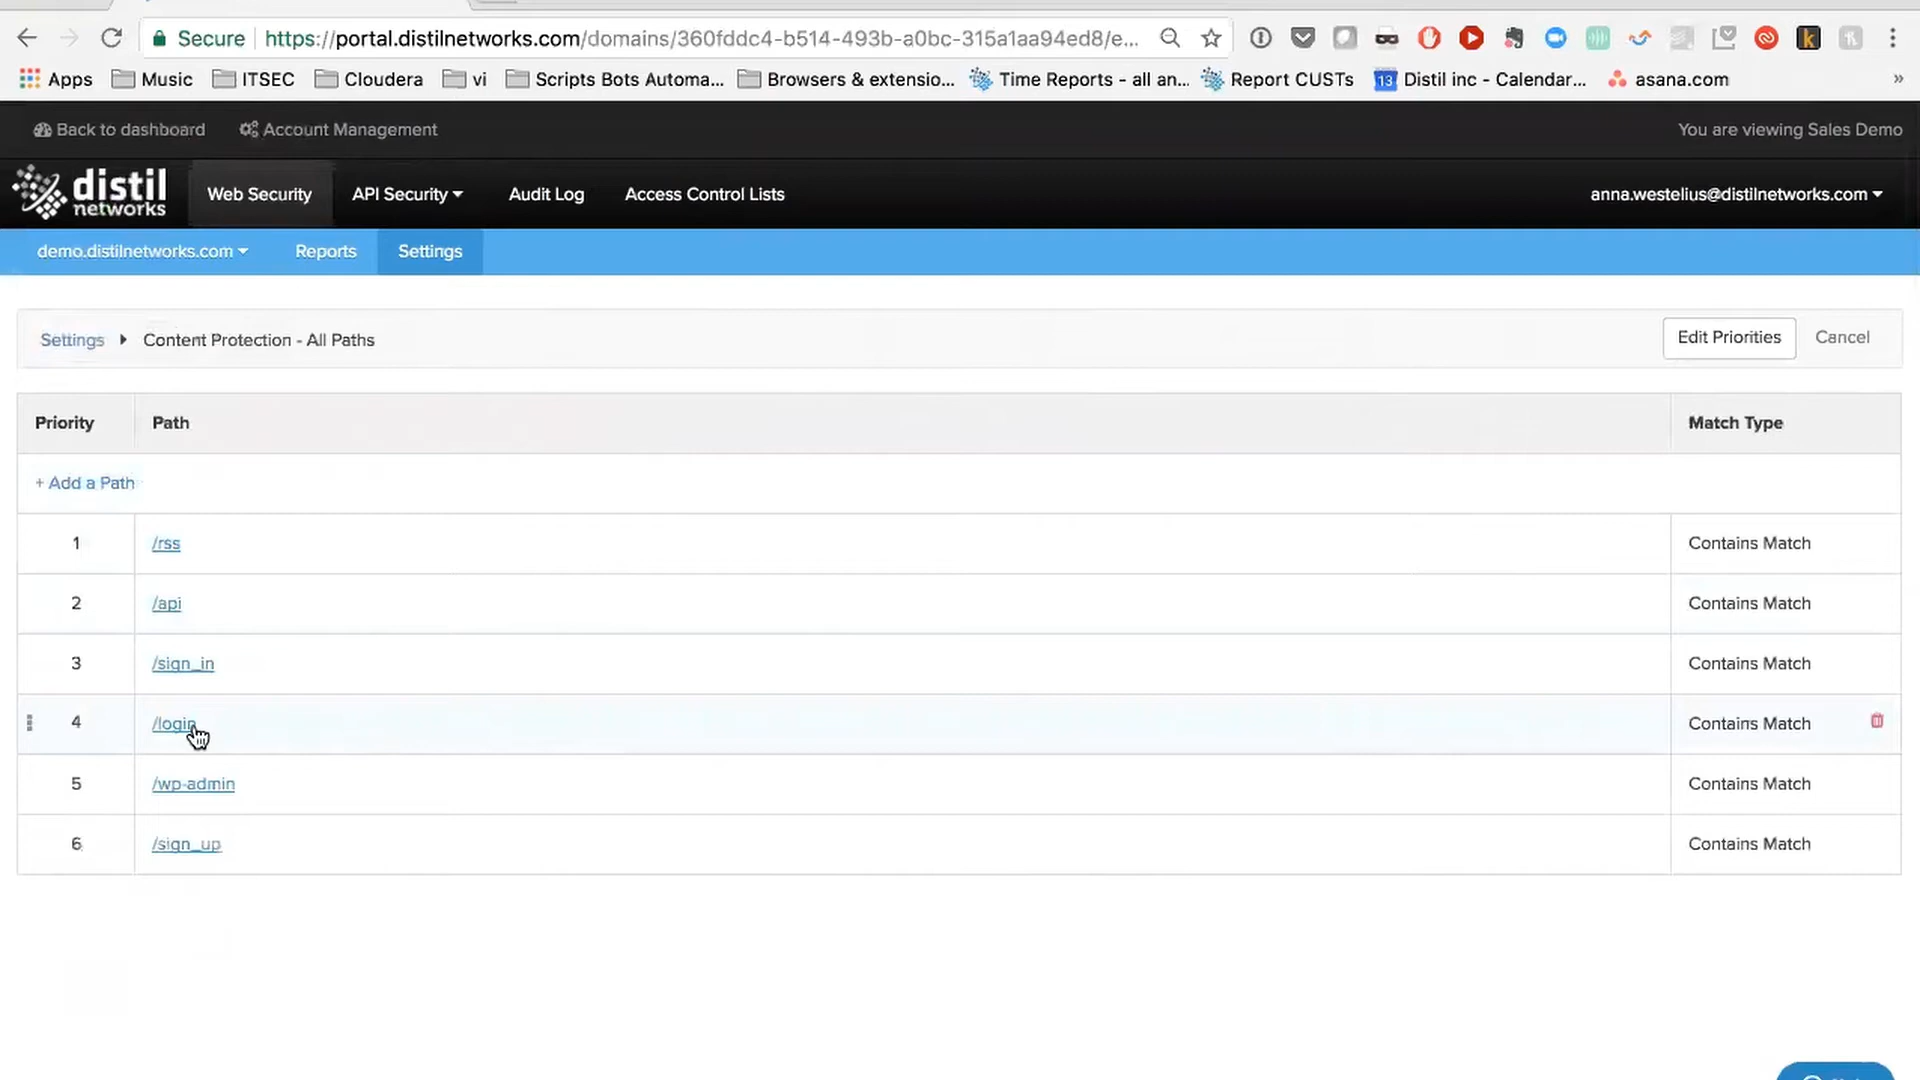 Secure https://portal.distilnetworks.com/domains/360fddc4-b514-493b-a0bc-315a1aa94ed8/e...
Apps Music ITSEC Cloudera vi Scripts Bots Automa... Browsers & extensio... Time Reports - all an... Report CUSTs 13 Distil inc - Calendar... asana.com »
Back to dashboard Account Management You are viewing Sales Demo
distil networks Web Security API Security Audit Log Access Control Lists anna.westelius@distilnetworks.com
demo.distilnetworks.com Reports Settings
Settings Content Protection - All Paths Edit Priorities Cancel
Priority Path Match Type
+ Add a Path
1 /rss Contains Match
2 /api Contains Match
3 /sign_in Contains Match
4 /login Contains Match
5 /wp-admin Contains Match
6 /sign_up Contains Match